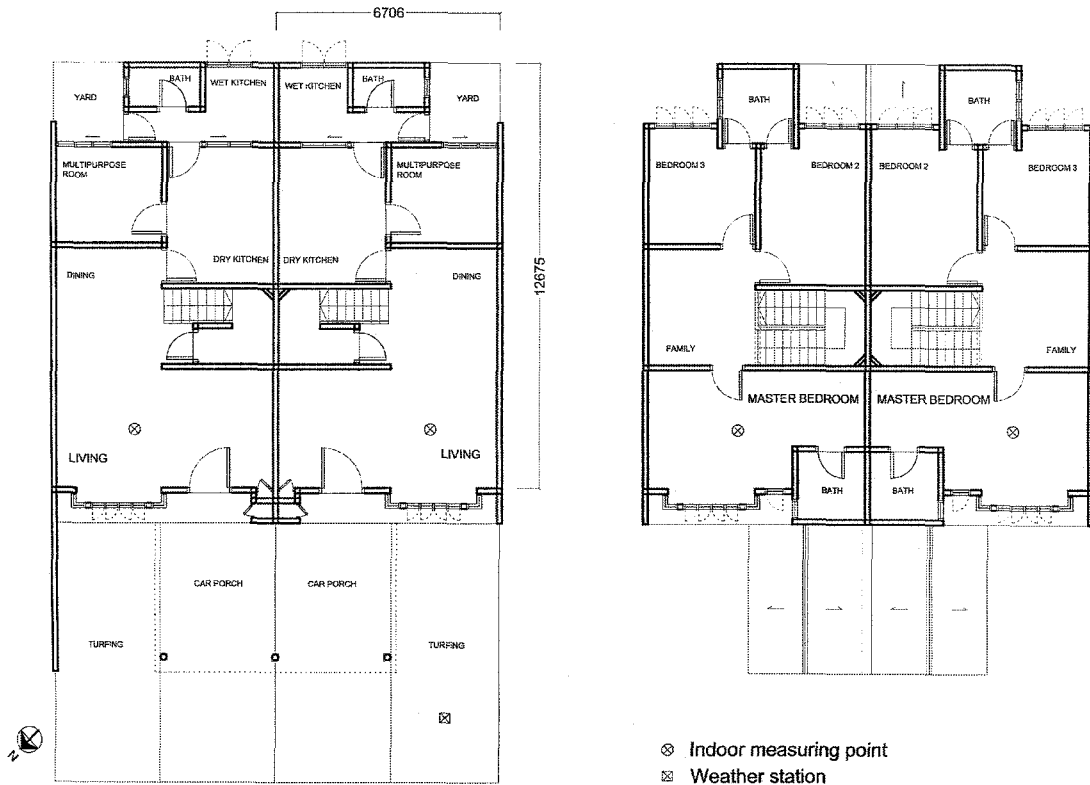 6706
BATH
WET KITCHEN
WET KITCHEN
BATH
YARD
YARD
MULTIPURPOSE
ROOM
MULTIPURPOSE
ROOM
DRY KITCHEN
DRY KITCHEN
DINING
DINING
12675
LIVING
LIVING
CAR PORCH
CAR PORCH
TURFING
TURFING
N
BATH
BATH
BEDROOM 3
BEDROOM 2
BEDROOM 2
BEDROOM 3
FAMILY
FAMILY
MASTER BEDROOM
MASTER BEDROOM
BATH
BATH
Indoor measuring point
Weather station